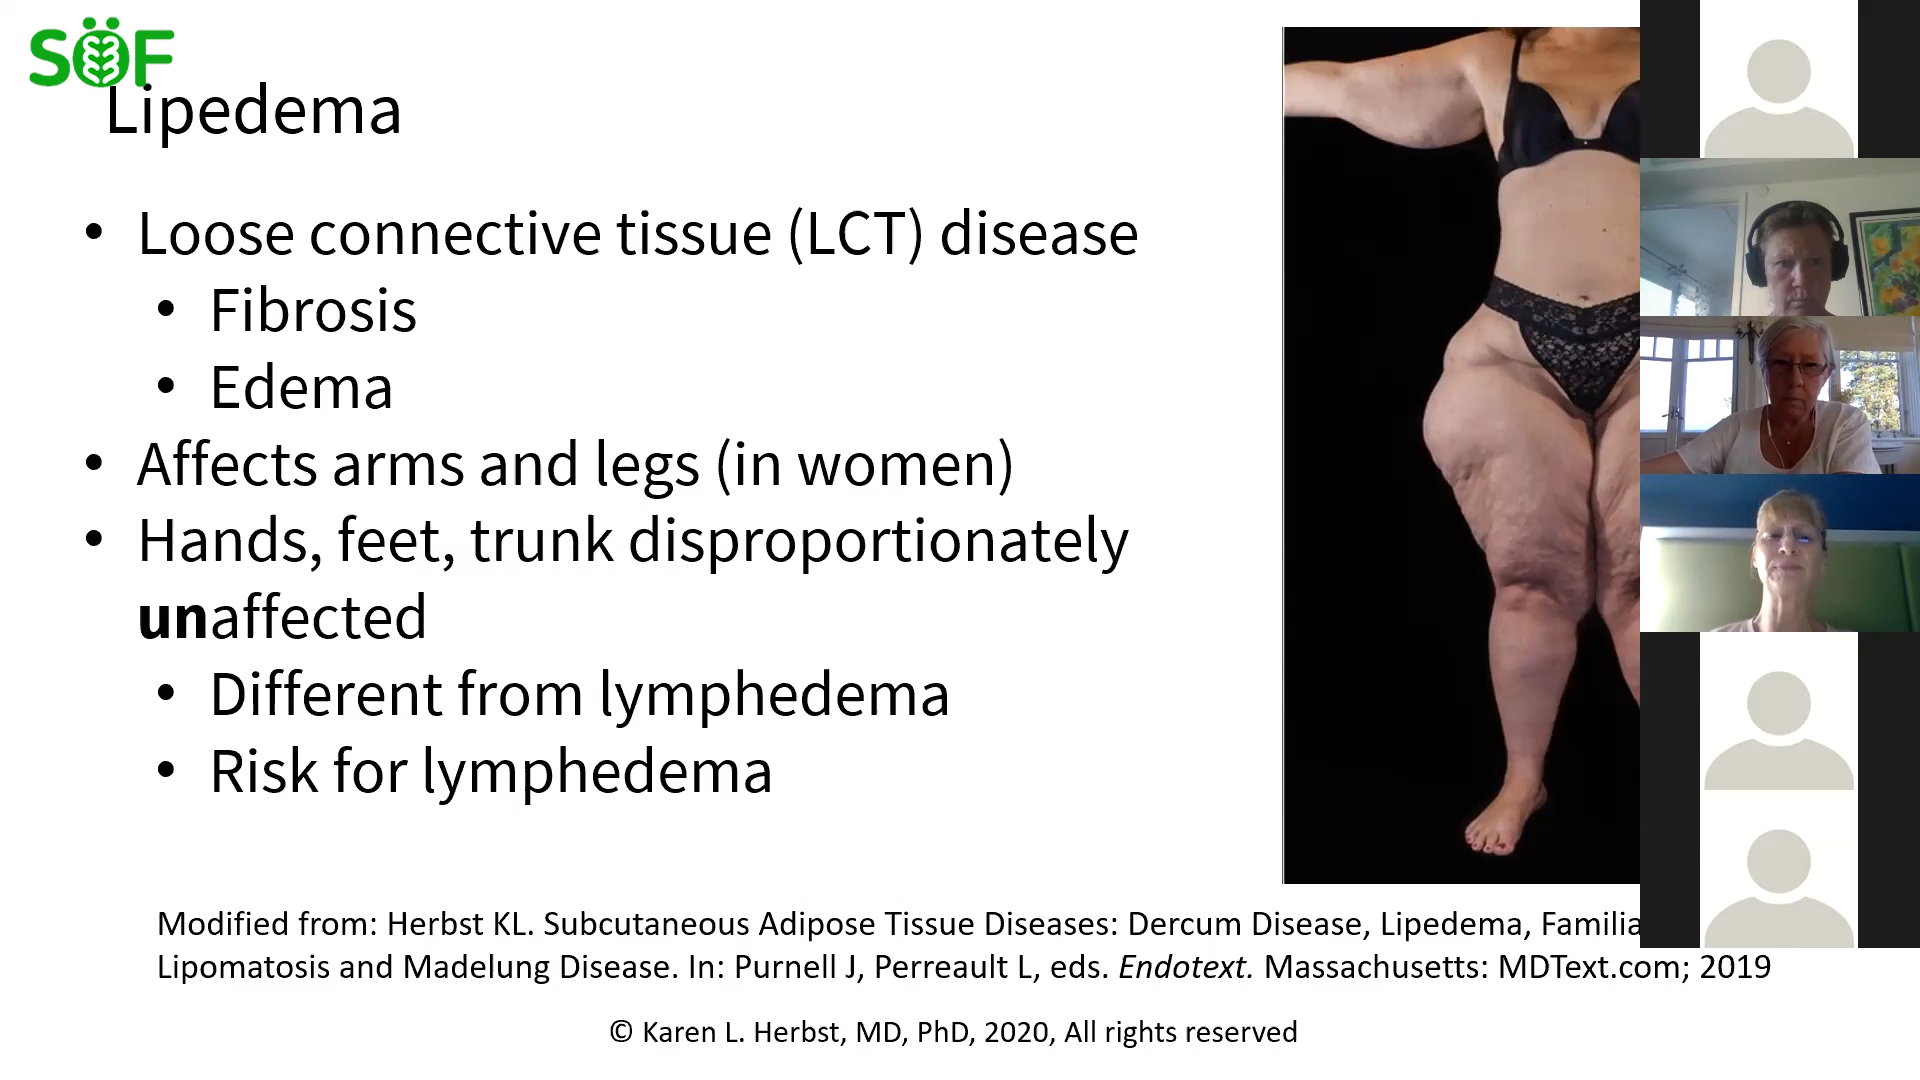 SÖF
Lipedema
• Loose connective tissue (LCT) disease
• Fibrosis
• Edema
• Affects arms and legs (in women)
• Hands, feet, trunk disproportionately
unaffected
• Different from lymphedema
• Risk for lymphedema
Modified from: Herbst KL. Subcutaneous Adipose Tissue Diseases: Dercum Disease, Lipedema, Familia
Lipomatosis and Madelung Disease. In: Purnell J, Perreault L, eds. Endotext. Massachusetts: MDText.com; 2019
© Karen L. Herbst, MD, PhD, 2020, All rights reserved